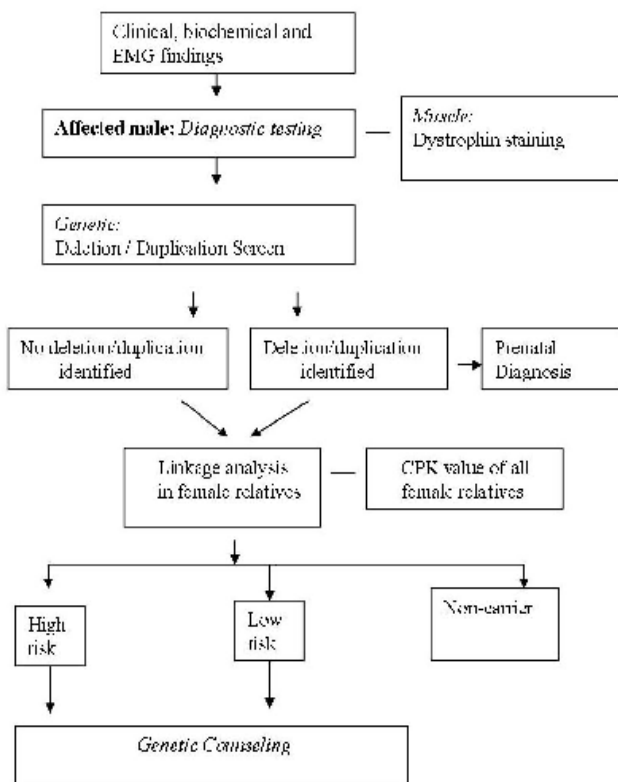 Clinical, biochemical and
EMG findings
Affected male: Diagnostic testing
Muscle:
Dystrophin staining
Genetic:
Deletion / Duplication Screen
No deletion/duplication
identified
Deletion/duplication
identified
Prenatal
Diagnosis
Linkage analysis
in female relatives
CPK value of all
female relatives
High
risk
Low
risk
Non-carrier
Genetic Counseling